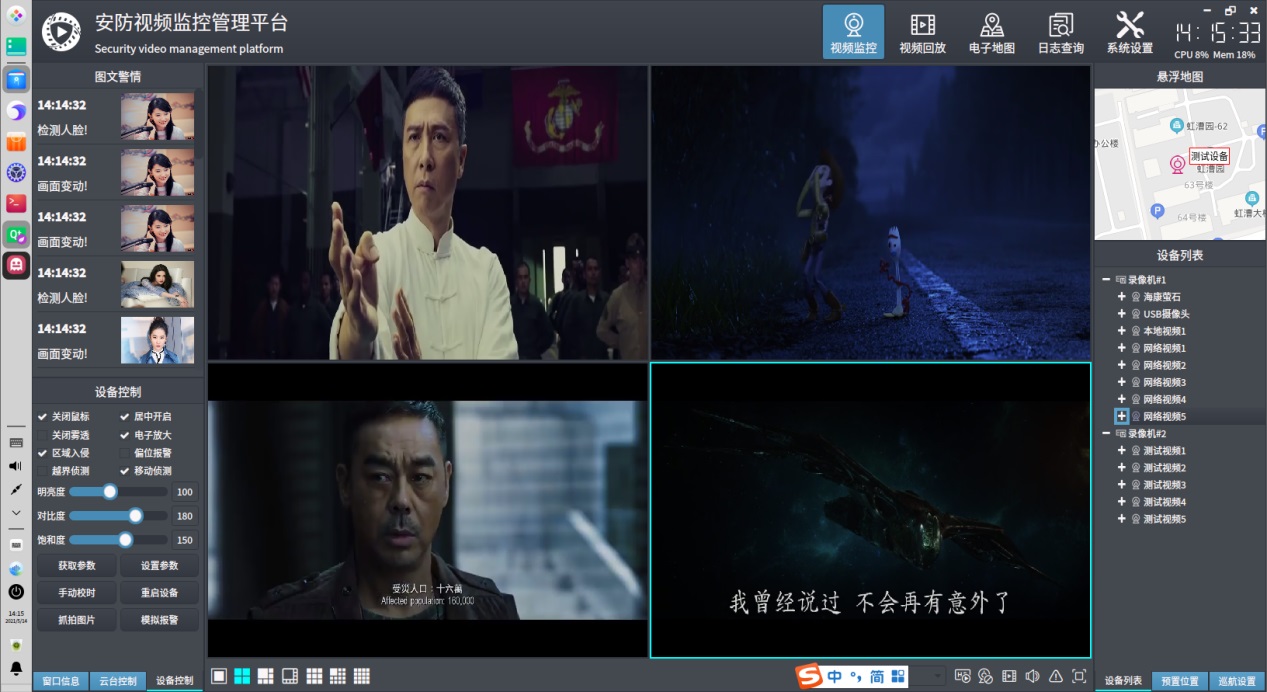 安防视频监控管理平台
Security video management platform
视频监控
视频回放
电子地图
日志查询
系统设置
14:15:33
CPU 8% Mem 18%
图文警情
14:14:32
检测人脸!
14:14:32
画面变动!
14:14:32
画面变动!
14:14:32
检测人脸!
14:14:32
画面变动!
设备控制
关闭鼠标
居中开启
关闭雾透
电子放大
区域入侵
偏位报警
越界侦测
移动侦测
明亮度 100
对比度 180
饱和度 150
获取参数
设置参数
手动校时
重启设备
抓拍图片
模拟报警
窗口信息
云台控制
设备控制
14:15
2021/5/14
受災人口：十六萬
Affected population: 160,000
我曾经说过 不会再有意外了
中 °, 简
悬浮地图
虹漕园-62
办公楼
测试设备
虹漕园
63号楼
P
64号楼
虹漕大楼
设备列表
录像机#1
海康萤石
USB摄像头
本地视频1
网络视频1
网络视频2
网络视频3
网络视频4
网络视频5
录像机#2
测试视频1
测试视频2
测试视频3
测试视频4
测试视频5
设备列表
预置位置
巡航设置